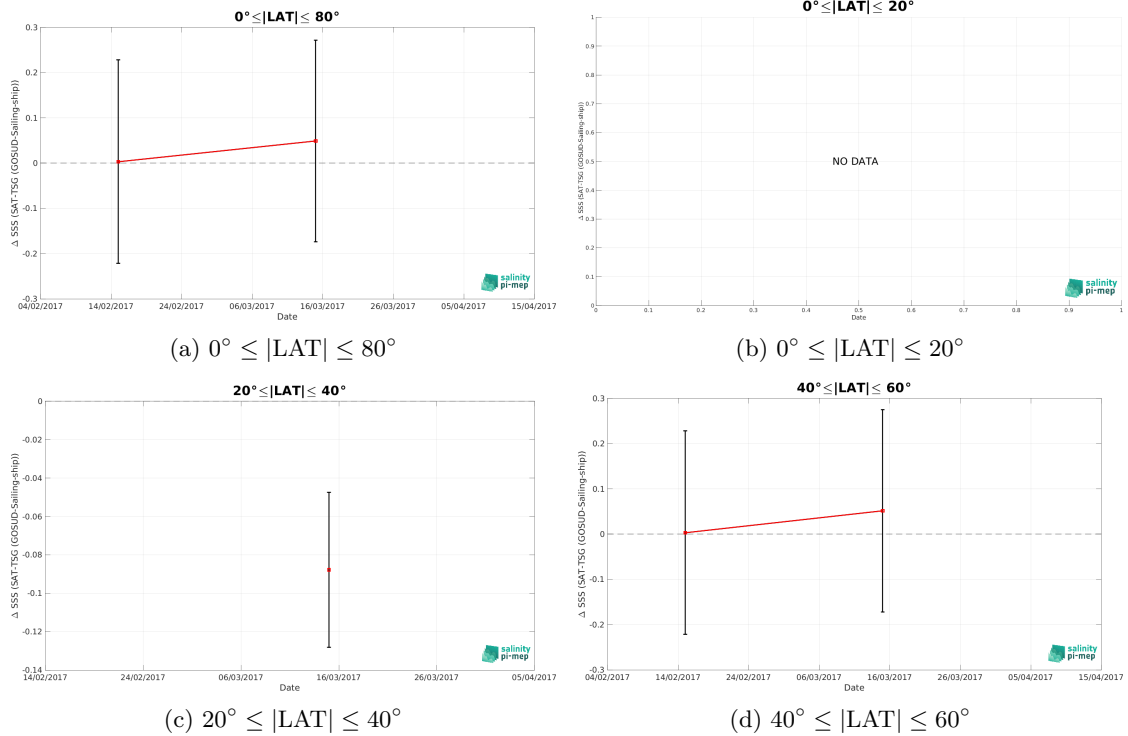 0°≤|LAT|≤ 80°
Δ SSS (SAT-TSG (GOSUD-Sailing-ship))
0.3
0.2
0.1
0
-0.1
-0.2
-0.3
04/02/2017 14/02/2017 24/02/2017 06/03/2017 16/03/2017 26/03/2017 05/04/2017 15/04/2017
Date
salinity
pi-mep
(a) 0° ≤ |LAT| ≤ 80°
0°≤|LAT|≤ 20°
Δ SSS (SAT-TSG (GOSUD-Sailing-ship))
1
0.9
0.8
0.7
0.6
0.5
0.4
0.3
0.2
0.1
0
NO DATA
0 0.1 0.2 0.3 0.4 0.5 0.6 0.7 0.8 0.9 1
Date
salinity
pi-mep
(b) 0° ≤ |LAT| ≤ 20°
20°≤|LAT|≤ 40°
Δ SSS (SAT-TSG (GOSUD-Sailing-ship))
0
-0.02
-0.04
-0.06
-0.08
-0.1
-0.12
-0.14
14/02/2017 24/02/2017 06/03/2017 16/03/2017 26/03/2017 05/04/2017
Date
salinity
pi-mep
(c) 20° ≤ |LAT| ≤ 40°
40°≤|LAT|≤ 60°
Δ SSS (SAT-TSG (GOSUD-Sailing-ship))
0.3
0.2
0.1
0
-0.1
-0.2
-0.3
04/02/2017 14/02/2017 24/02/2017 06/03/2017 16/03/2017 26/03/2017 05/04/2017 15/04/2017
Date
salinity
pi-mep
(d) 40° ≤ |LAT| ≤ 60°